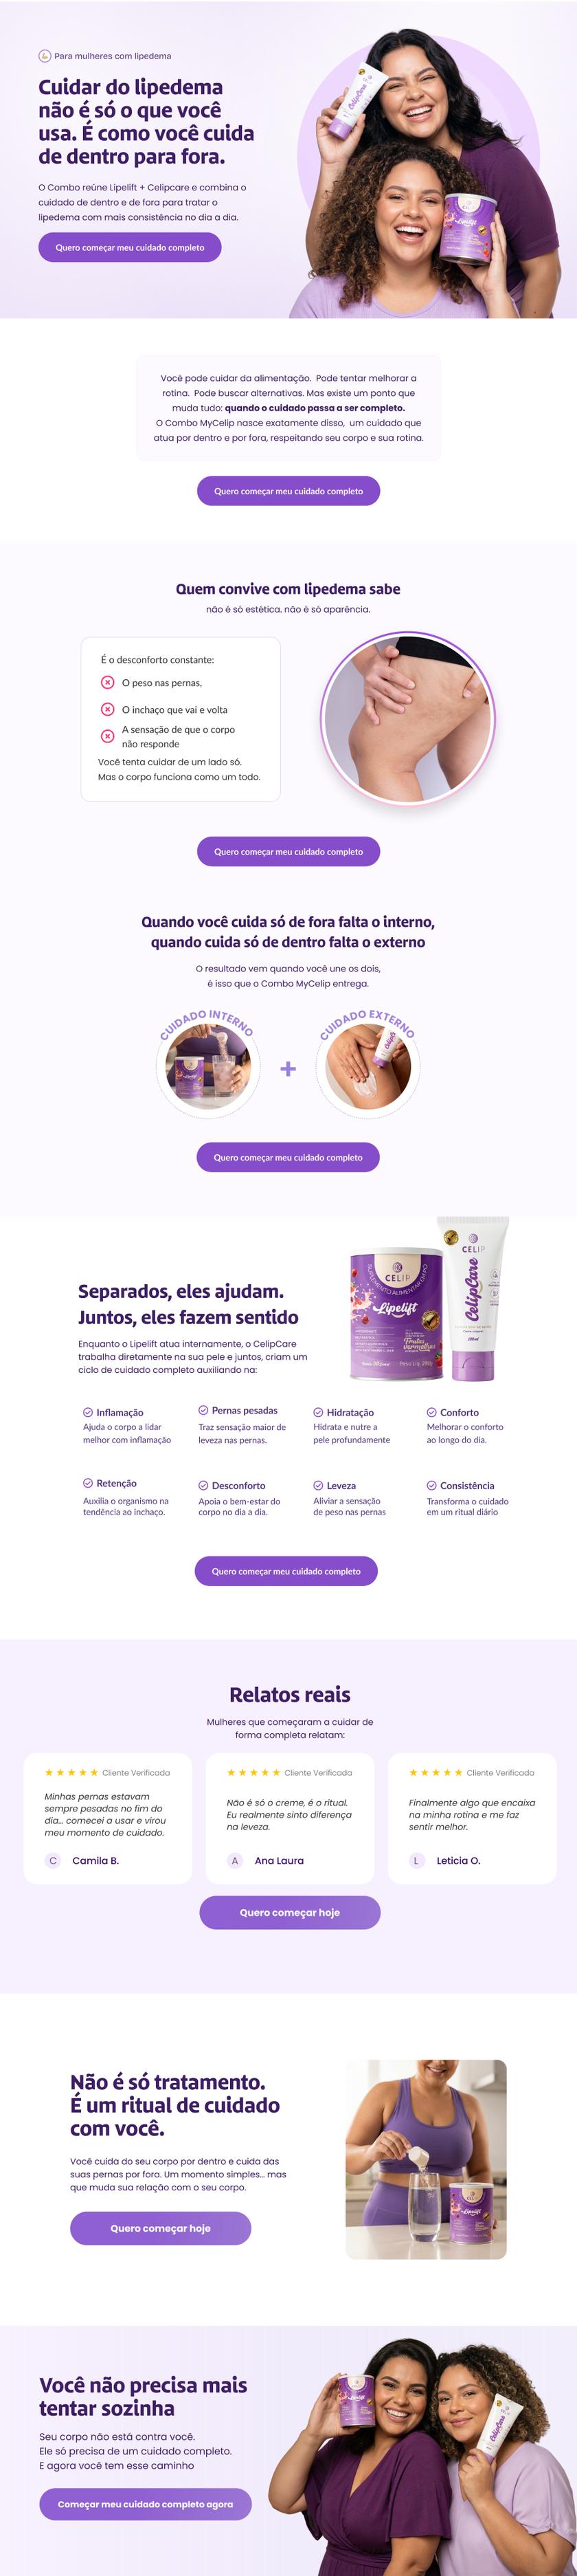 Para mulheres com lipedema
Cuidar do lipedema
não é só o que você
usa. É como você cuida
de dentro para fora.
O Combo reúne Lipelift + Celipcare e combina o
cuidado de dentro e de fora para tratar o
lipedema com mais consistência no dia a dia.
Quero começar meu cuidado completo
CelipCare
Você pode cuidar da alimentação. Pode tentar melhorar a
rotina. Pode buscar alternativas. Mas existe um ponto que
muda tudo: quando o cuidado passa a ser completo.
O Combo MyCelip nasce exatamente disso, um cuidado que
atua por dentro e por fora, respeitando seu corpo e sua rotina.
Quero começar meu cuidado completo
Quem convive com lipedema sabe
não é só estética. não é só aparência.
É o desconforto constante:
O peso nas pernas,
O inchaço que vai e volta
A sensação de que o corpo
não responde
Você tenta cuidar de um lado só.
Mas o corpo funciona como um todo.
Quero começar meu cuidado completo
Quando você cuida só de fora falta o interno,
quando cuida só de dentro falta o externo
O resultado vem quando você une os dois,
é isso que o Combo MyCelip entrega.
CUIDADO INTERNO
+
CUIDADO EXTERNO
Quero começar meu cuidado completo
CELIP
SUPLEMENTO ALIMENTAR EM PÓ
Lipelift
Frutas
vermelhas
CELIP
CelipCare
Separados, eles ajudam.
Juntos, eles fazem sentido
Enquanto o Lipelift atua internamente, o CelipCare
trabalha diretamente na sua pele e juntos, criam um
ciclo de cuidado completo auxiliando na:
Inflamação
Ajuda o corpo a lidar
melhor com inflamação
Pernas pesadas
Traz sensação maior de
leveza nas pernas.
Hidratação
Hidrata e nutre a
pele profundamente
Conforto
Melhorar o conforto
ao longo do dia.
Retenção
Auxilia o organismo na
tendência ao inchaço.
Desconforto
Apoia o bem-estar do
corpo no dia a dia.
Leveza
Aliviar a sensação
de peso nas pernas
Consistência
Transforma o cuidado
em um ritual diário
Quero começar meu cuidado completo
Relatos reais
Mulheres que começaram a cuidar de
forma completa relatam:
Cliente Verificada
Minhas pernas estavam
sempre pesadas no fim do
dia... comecei a usar e virou
meu momento de cuidado.
C Camila B.
Cliente Verificada
Não é só o creme, é o ritual.
Eu realmente sinto diferença
na leveza.
A Ana Laura
Cliente Verificada
Finalmente algo que encaixa
na minha rotina e me faz
sentir melhor.
L Leticia O.
Quero começar hoje
Não é só tratamento.
É um ritual de cuidado
com você.
Você cuida do seu corpo por dentro e cuida das
suas pernas por fora. Um momento simples... mas
que muda sua relação com o seu corpo.
Quero começar hoje
Lipelift
Você não precisa mais
tentar sozinha
Seu corpo não está contra você.
Ele só precisa de um cuidado completo.
E agora você tem esse caminho
Começar meu cuidado completo agora
Lipelift
CelipCare